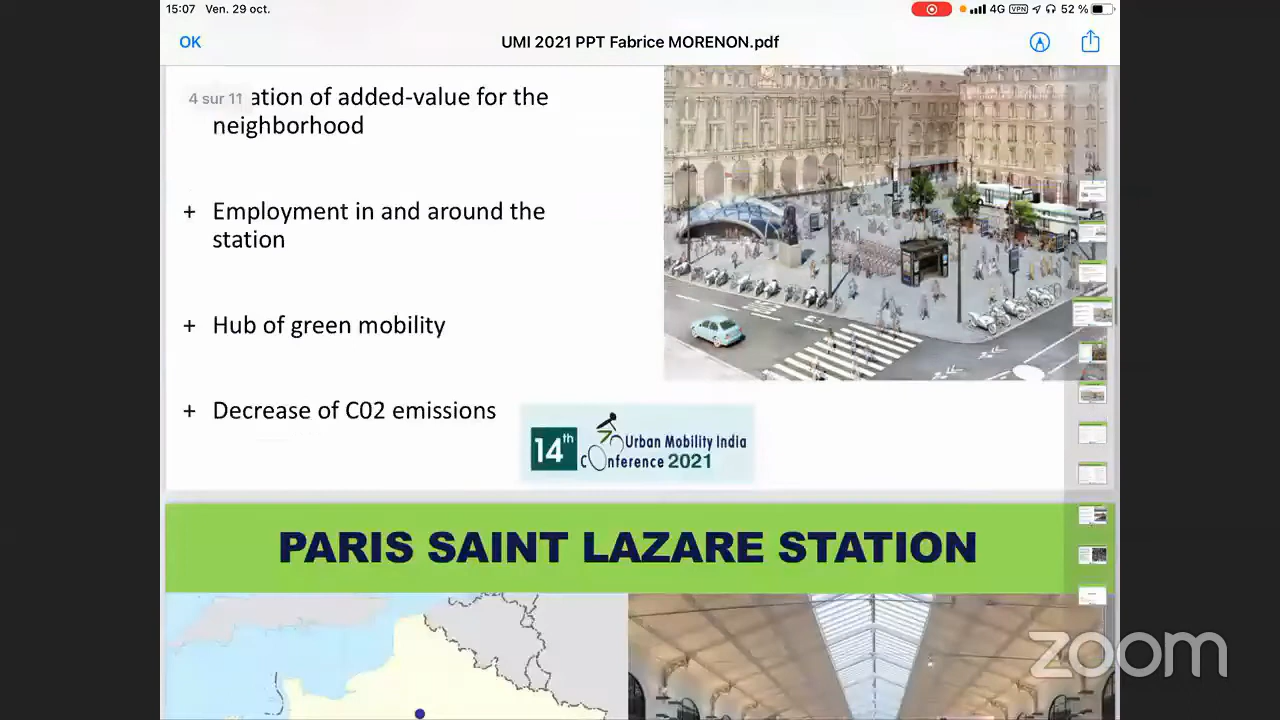 15:07 Ven. 29 oct.
4G VPN 52 %
OK
UMI 2021 PPT Fabrice MORENON.pdf
4 sur 11
ation of added-value for the
neighborhood
+ Employment in and around the
station
+ Hub of green mobility
+ Decrease of C02 emissions
14th Urban Mobility India
Conference 2021
PARIS SAINT LAZARE STATION
zoom